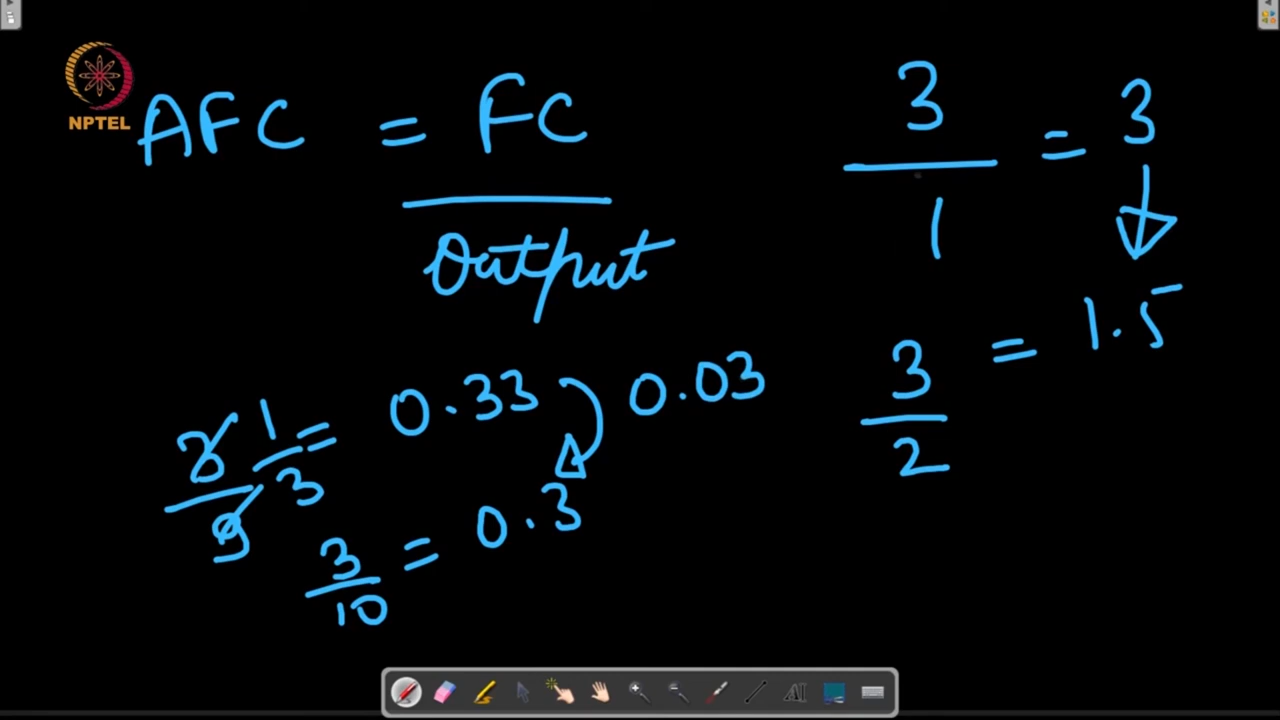 NPTEL
AFC = FC / Output
3 / 1 = 3
3 / 2 = 1.5
3 / 9 1 / 3 = 0.33 0.03
3 / 10 = 0.3
AI